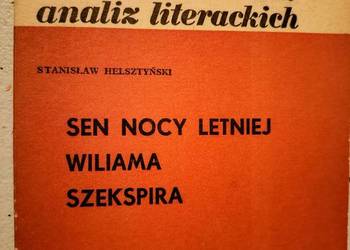 analiz literackich
STANISŁAW HELSZTYŃSKI
SEN NOCY LETNIEJ
WILIAMA
SZEKSPIRA